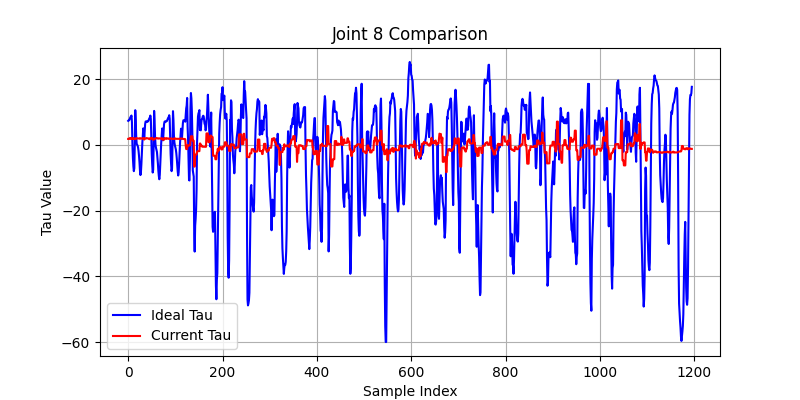 Joint 8 Comparison
Tau Value
20
0
−20
−40
−60
Ideal Tau
Current Tau
0 200 400 600 800 1000 1200
Sample Index